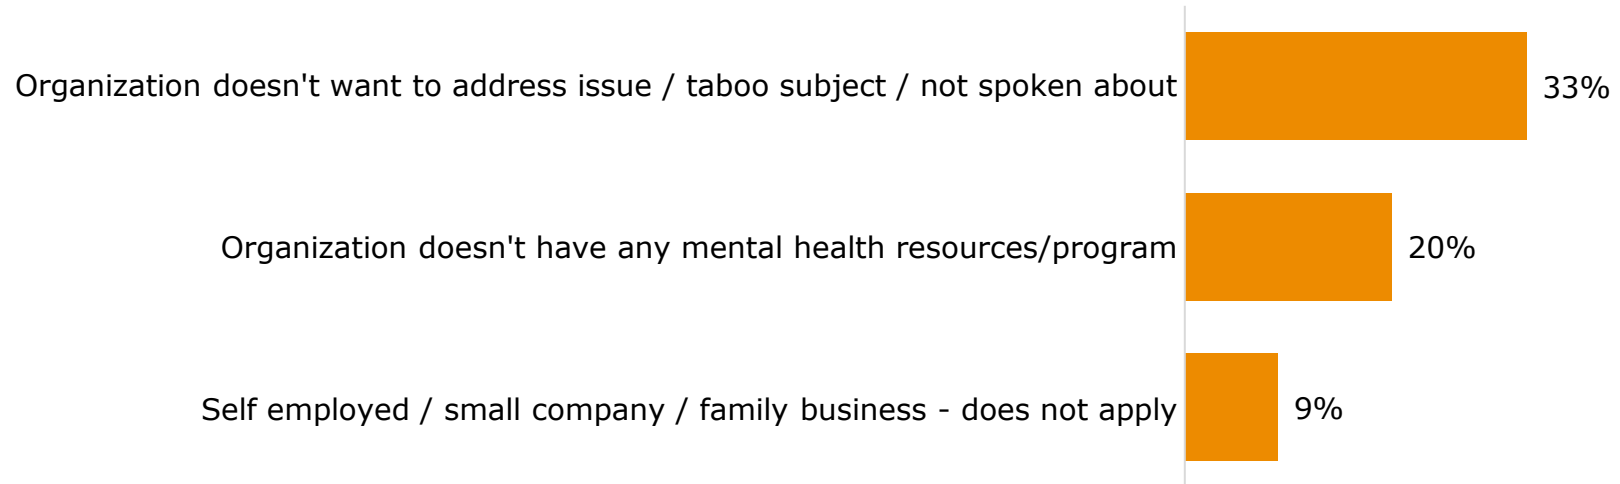 Organization doesn't want to address issue / taboo subject / not spoken about 33%
Organization doesn't have any mental health resources/program 20%
Self employed / small company / family business - does not apply 9%